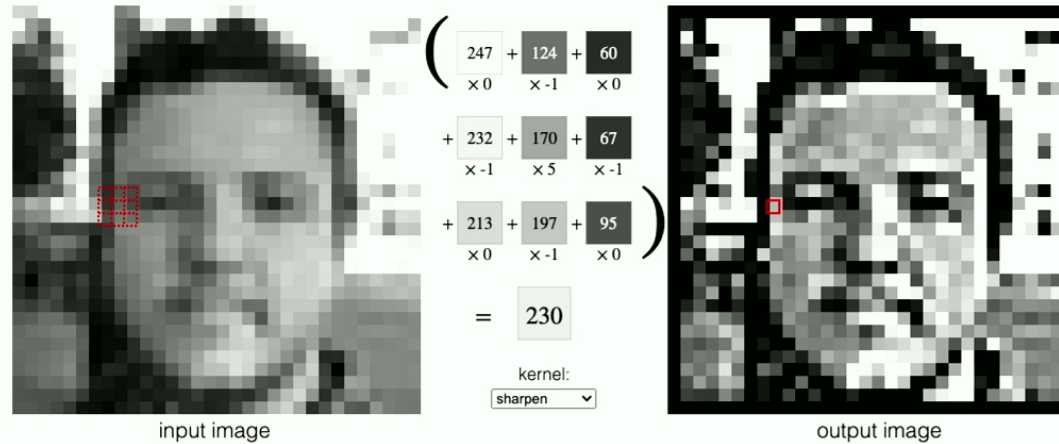 ( 247 + 124 + 60
×0 ×-1 ×0
+ 232 + 170 + 67
×-1 ×5 ×-1
+ 213 + 197 + 95 )
×0 ×-1 ×0
= 230
kernel:
sharpen
input image
output image